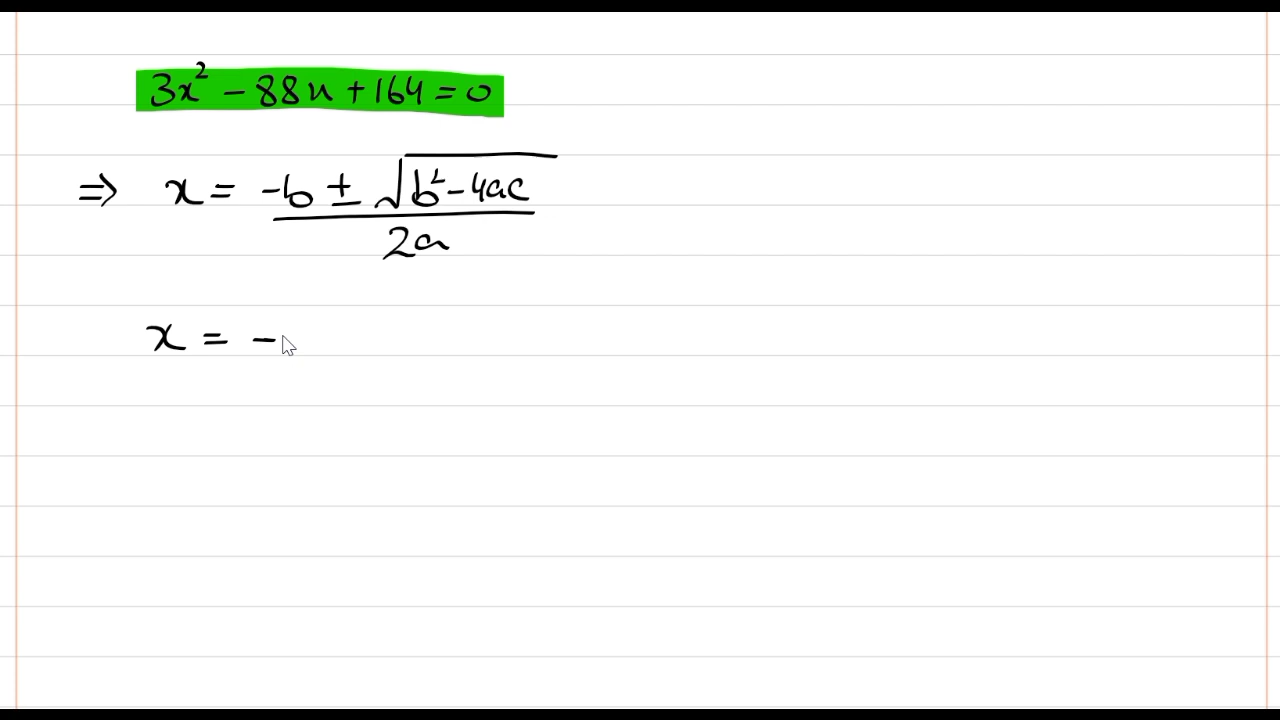 3x² - 88x + 164 = 0
⇒ x = -b ± √b² - 4ac
2a
x = -